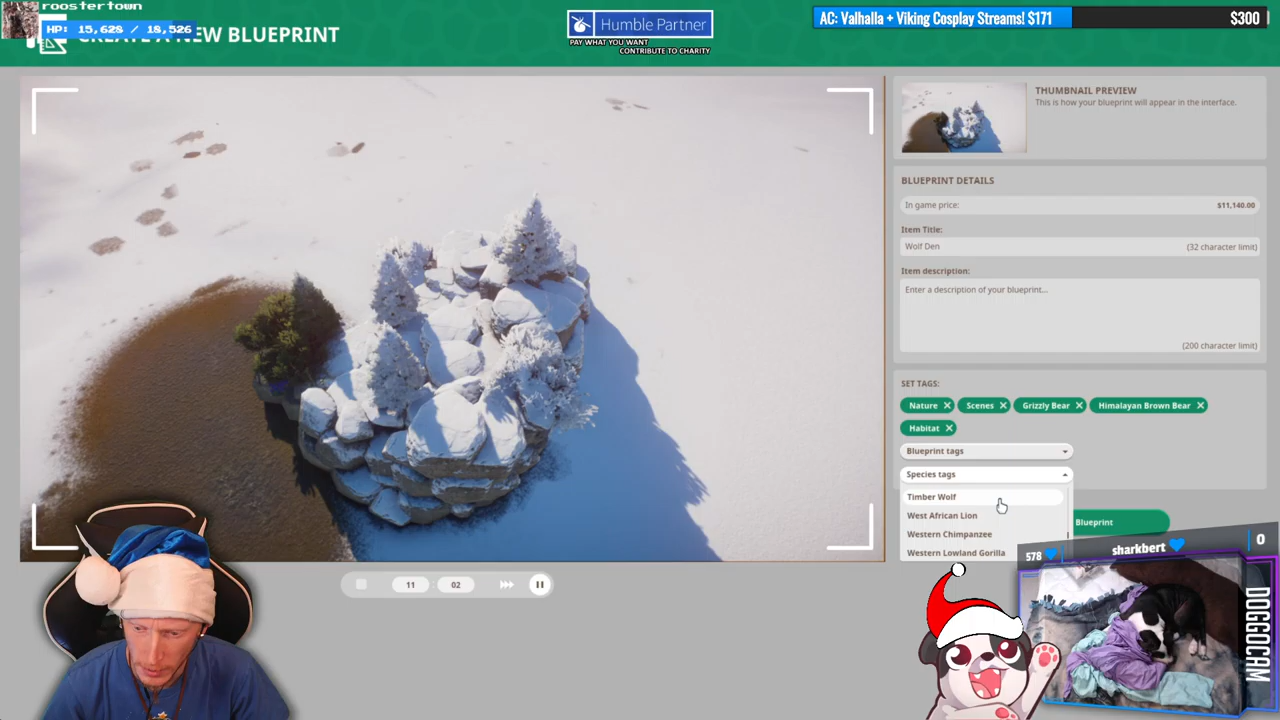 roostertown
HP: 15,628 / 18,526
NEW BLUEPRINT
Humble Partner
PAY WHAT YOU WANT
CONTRIBUTE TO CHARITY
AC: Valhalla + Viking Cosplay Streams! $171
$300
THUMBNAIL PREVIEW
This is how your blueprint will appear in the interface.
BLUEPRINT DETAILS
In game price:
$11,140.00
Item Title:
Wolf Den
(32 character limit)
Item description:
Enter a description of your blueprint...
(200 character limit)
SET TAGS:
Nature X
Scenes X
Grizzly Bear X
Himalayan Brown Bear X
Habitat X
Blueprint tags
Species tags
Timber Wolf
West African Lion
Western Chimpanzee
Western Lowland Gorilla
Blueprint
11
02
578
sharkbert
0
DOGGOCAM